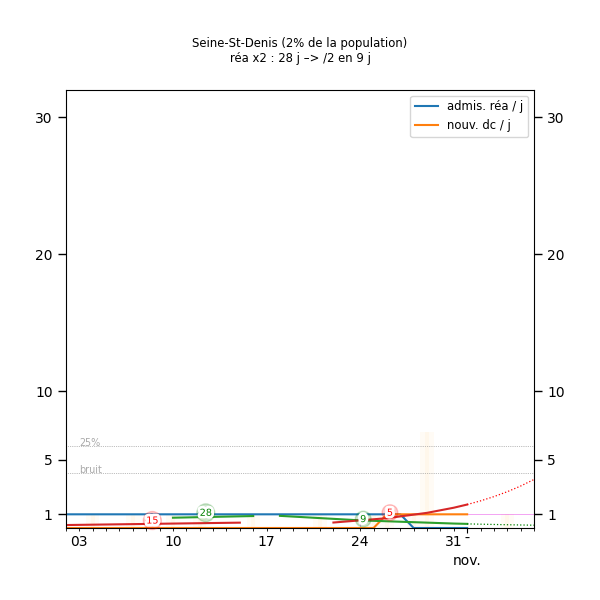 Seine-St-Denis (2% de la population)
réa x2 : 28 j –> /2 en 9 j
admis. réa / j
nouv. dc / j
30 30
20 20
10 10
25%
5 5
bruit
1 15 28 9 5 1
03 10 17 24 31 -
nov.